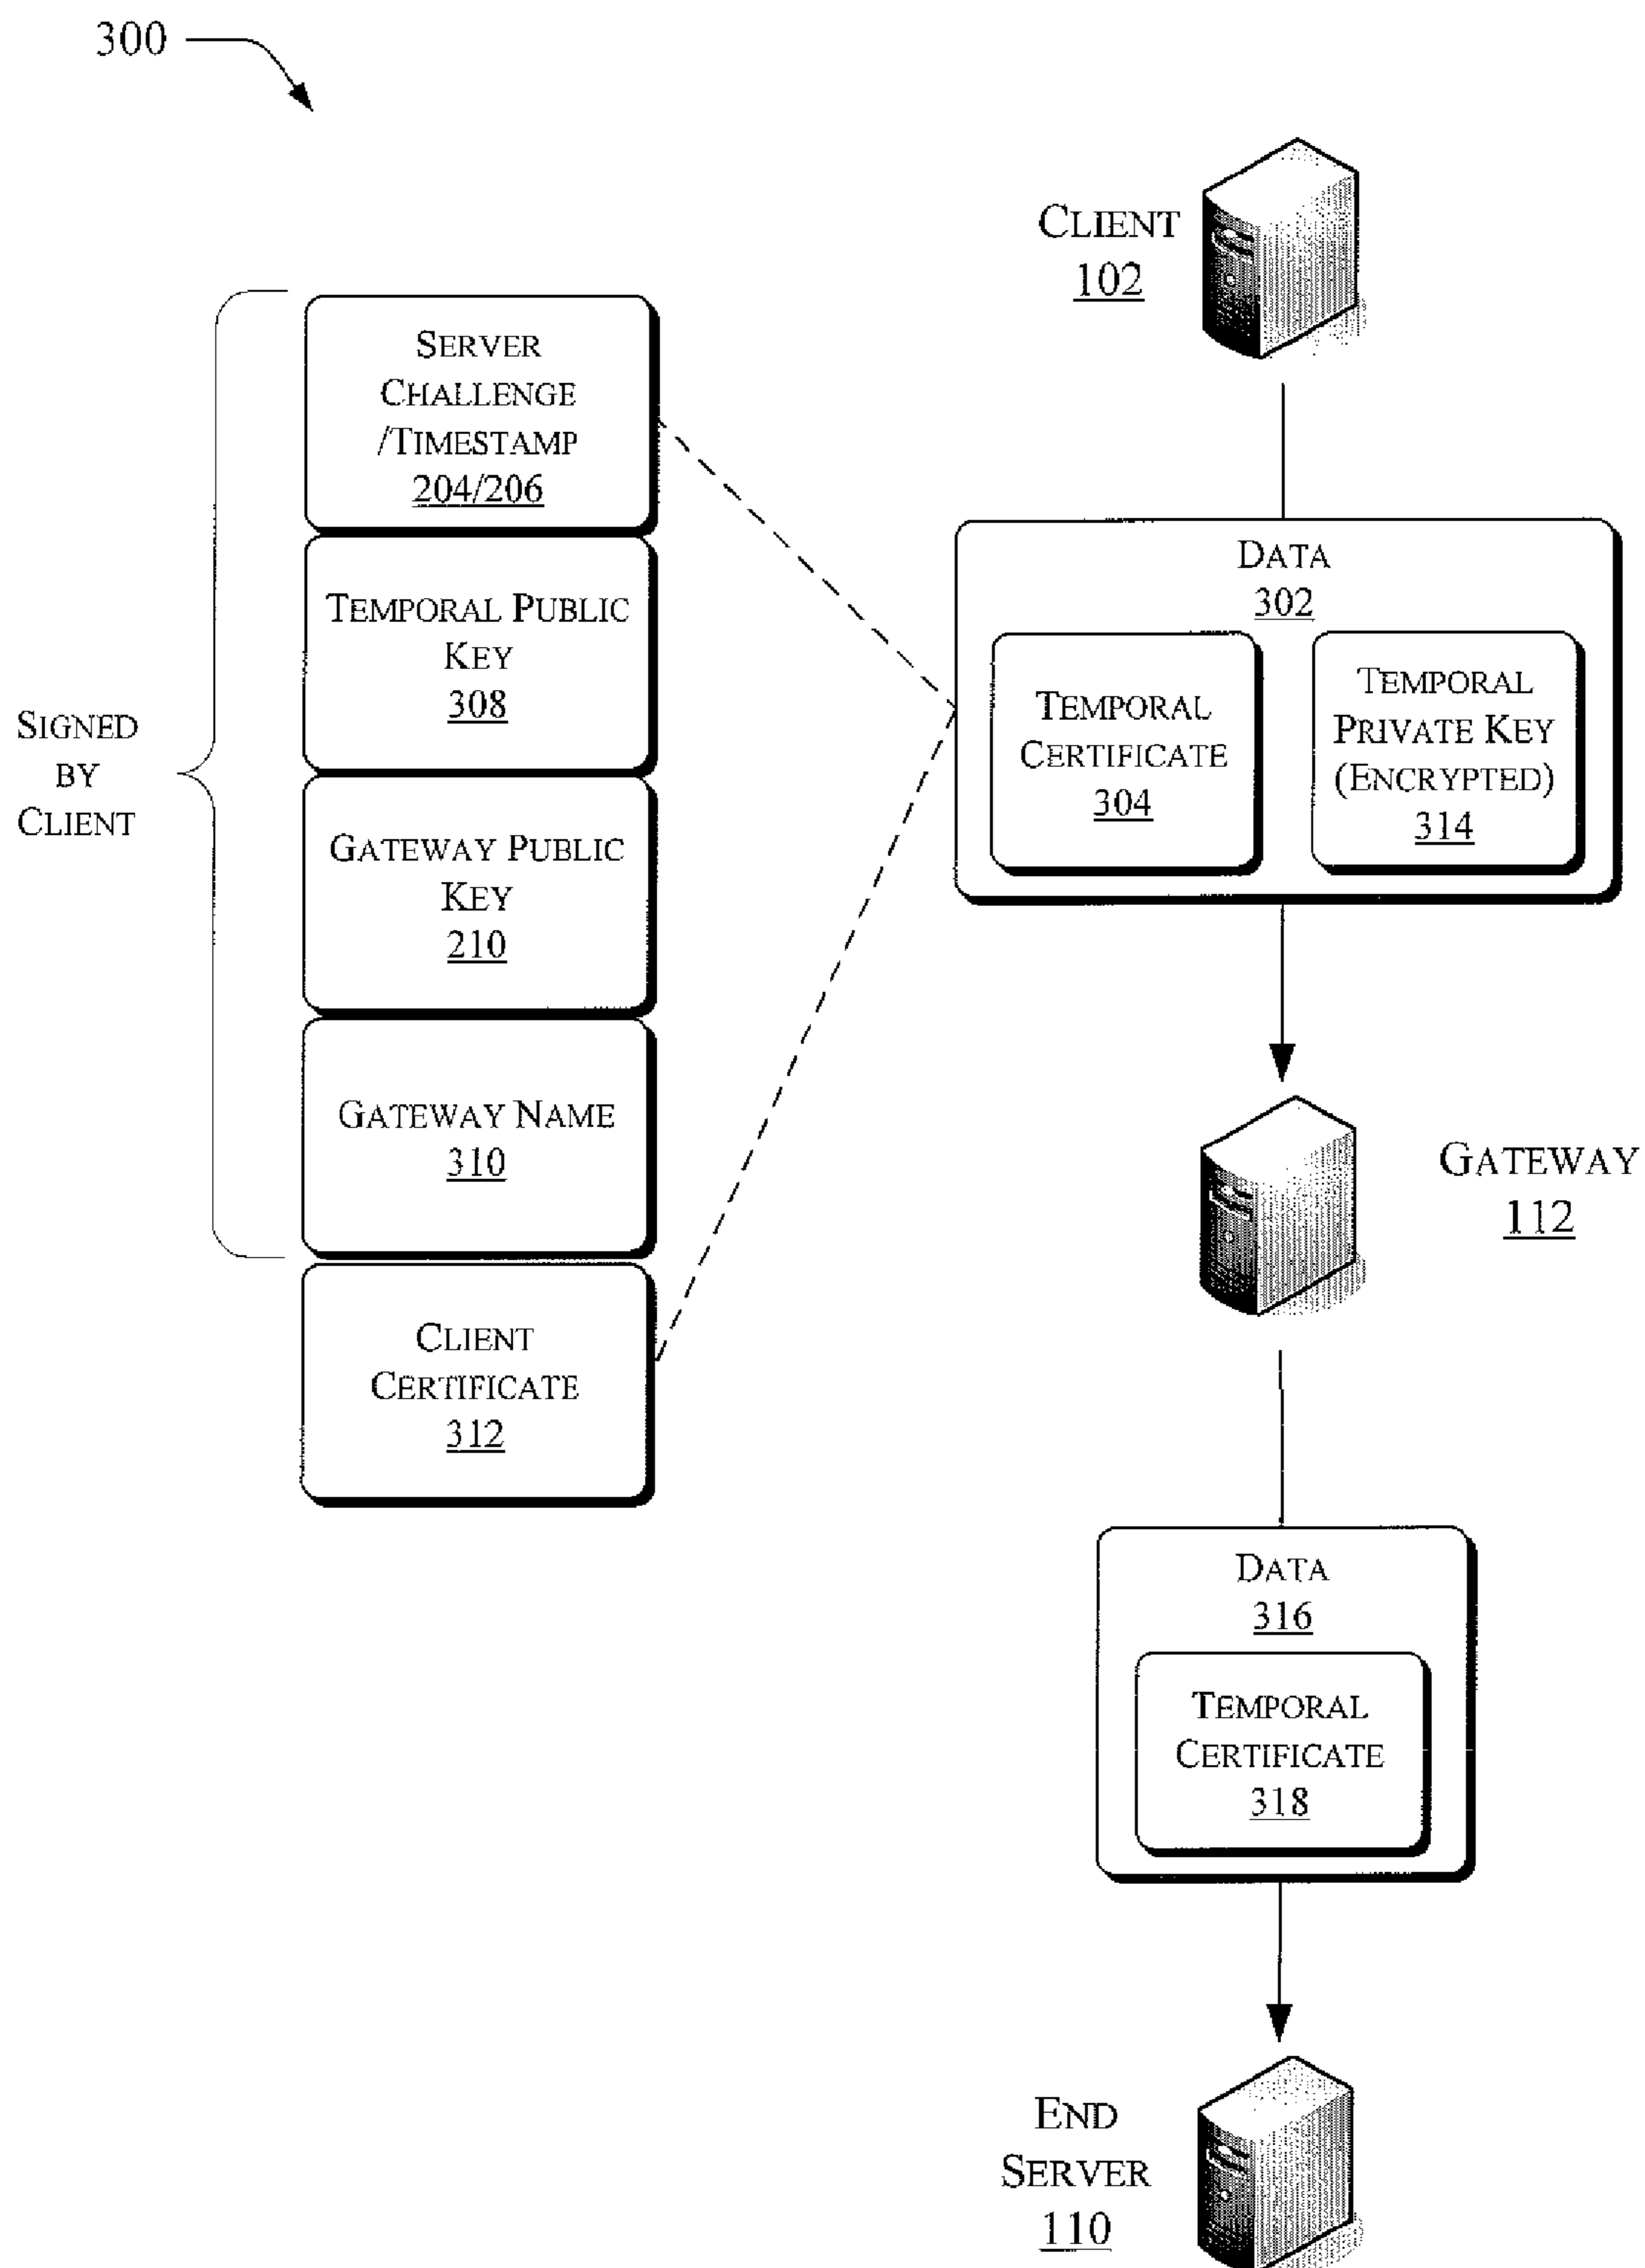 300
CLIENT
102
SERVER
CHALLENGE
/TIMESTAMP
204/206
TEMPORAL PUBLIC
KEY
308
GATEWAY PUBLIC
KEY
210
GATEWAY NAME
310
CLIENT
CERTIFICATE
312
SIGNED
BY
CLIENT
DATA
302
TEMPORAL
CERTIFICATE
304
TEMPORAL
PRIVATE KEY
(ENCRYPTED)
314
GATEWAY
112
DATA
316
TEMPORAL
CERTIFICATE
318
END
SERVER
110